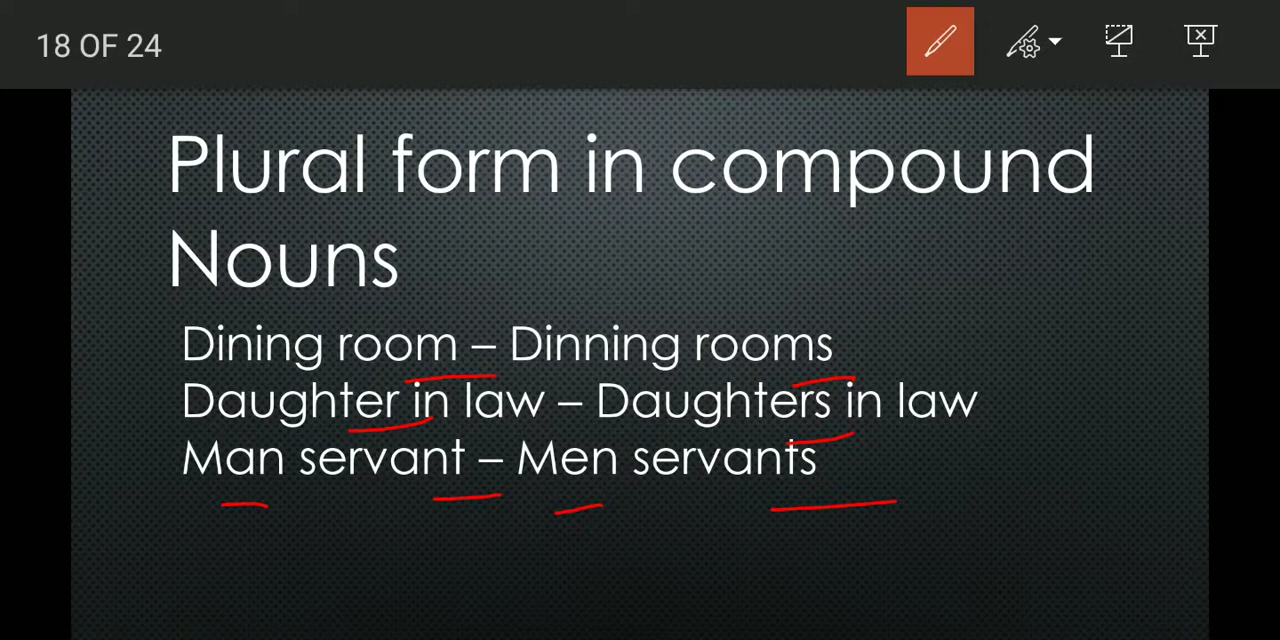 18 OF 24
Plural form in compound
Nouns
Dining room – Dinning rooms
Daughter in law – Daughters in law
Man servant – Men servants